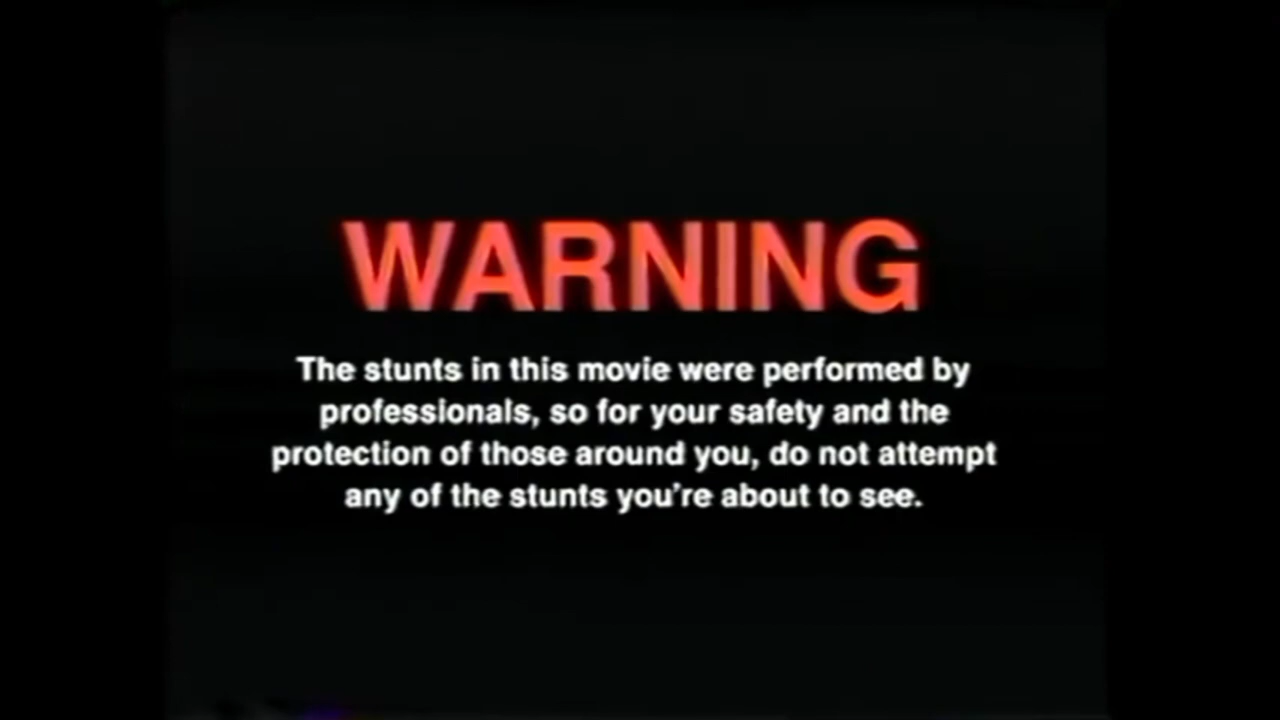 WARNING
The stunts in this movie were performed by
professionals, so for your safety and the
protection of those around you, do not attempt
any of the stunts you're about to see.